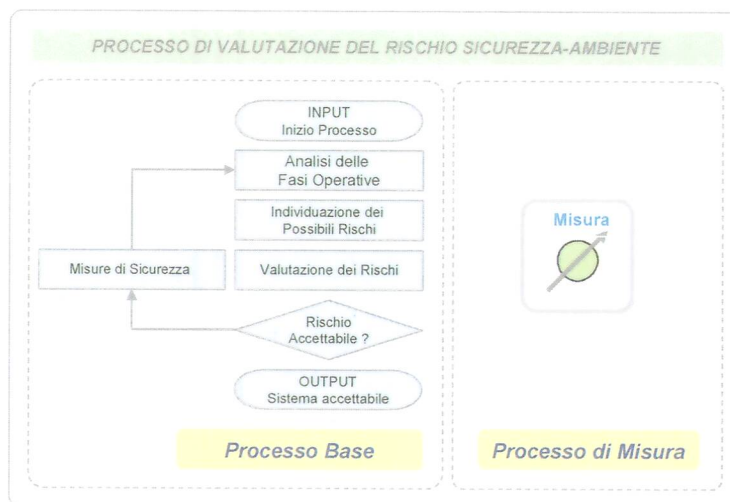 PROCESSO DI VALUTAZIONE DEL RISCHIO SICUREZZA-AMBIENTE
INPUT
Inizio Processo
Analisi delle
Fasi Operative
Individuazione dei
Possibili Rischi
Misure di Sicurezza
Valutazione dei Rischi
Rischio
Accettabile ?
OUTPUT
Sistema accettabile
Processo Base
Misura
Processo di Misura